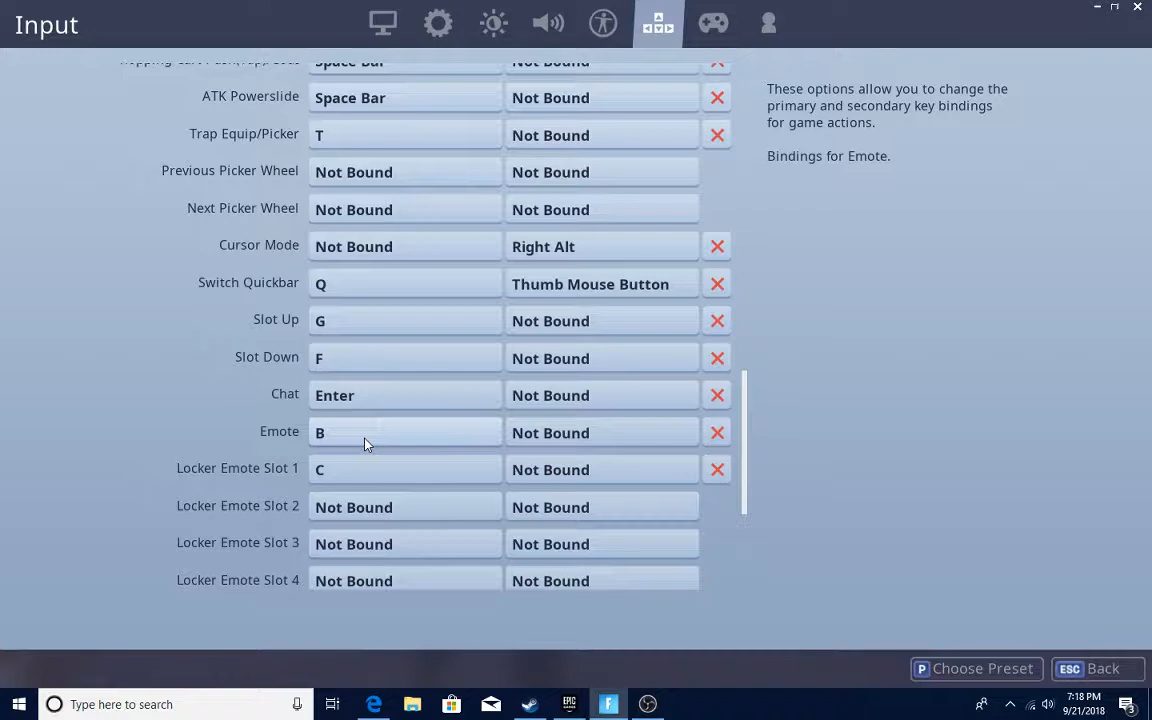 Input
Space Bar Not Bound
ATK Powerslide Space Bar Not Bound
Trap Equip/Picker T Not Bound
Previous Picker Wheel Not Bound Not Bound
Next Picker Wheel Not Bound Not Bound
Cursor Mode Not Bound Right Alt
Switch Quickbar Q Thumb Mouse Button
Slot Up G Not Bound
Slot Down F Not Bound
Chat Enter Not Bound
Emote B Not Bound
Locker Emote Slot 1 C Not Bound
Locker Emote Slot 2 Not Bound Not Bound
Locker Emote Slot 3 Not Bound Not Bound
Locker Emote Slot 4 Not Bound Not Bound
These options allow you to change the
primary and secondary key bindings
for game actions.
Bindings for Emote.
P Choose Preset ESC Back
Type here to search
EPIC
F
7:18 PM
9/21/2018
3